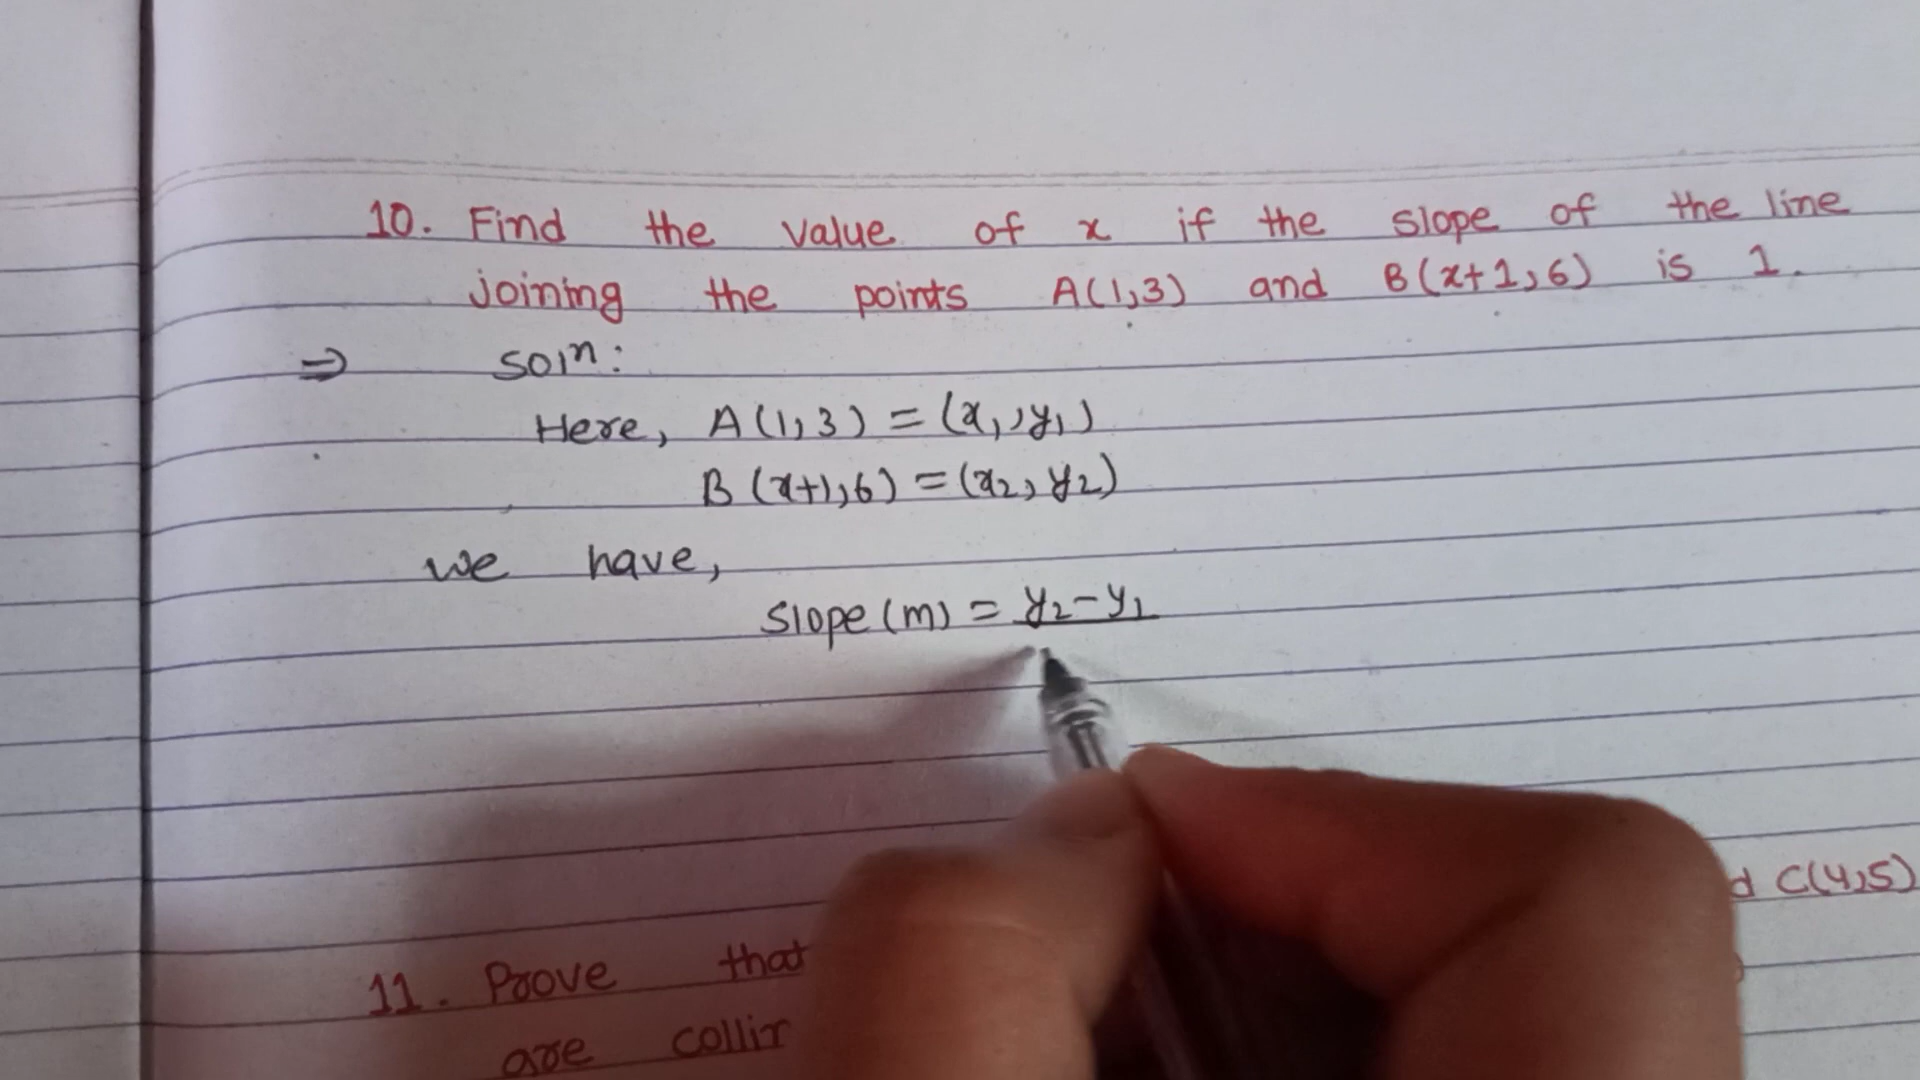 10. Find the value of x if the slope of the line
joining the points A(1,3) and B(x+1,6) is 1.
⇒ Soln:
Here, A(1,3) = (x₁,y₁)
B(x+1,6) = (x₂,y₂)
we have,
Slope(m) = y₂-y₁
11. Prove that
C(4,5)
are